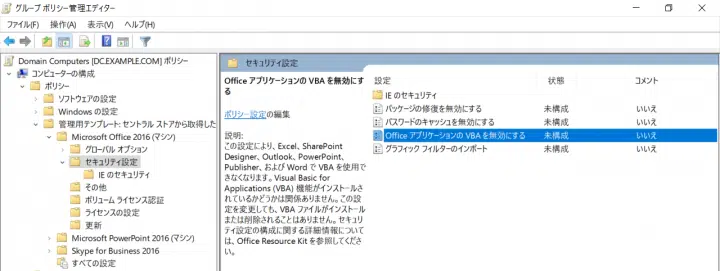 グループ ポリシー管理エディター
ファイル(F) 操作(A) 表示(V) ヘルプ(H)
Domain Computers [DC.EXAMPLE.COM] ポリシー
コンピューターの構成
ポリシー
ソフトウェアの設定
Windows の設定
管理用テンプレート: セントラル ストアから取得した
Microsoft Office 2016 (マシン)
グローバル オプション
セキュリティ設定
IE のセキュリティ
その他
ボリューム ライセンス認証
ライセンスの設定
更新
Microsoft PowerPoint 2016 (マシン)
Skype for Business 2016
すべての設定
セキュリティ設定
Office アプリケーションの VBA を無効にす
る
ポリシー設定の編集
説明:
この設定により、Excel、SharePoint
Designer、Outlook、PowerPoint、
Publisher、および Word で VBA を使用で
きなくなります。Visual Basic for
Applications (VBA) 機能がインストールさ
れているかどうかは関係ありません。この設
定を変更しても、VBA ファイルがインストール
または削除されることはありません。セキュリ
ティ設定の構成に関する詳細情報について
は、Office Resource Kit を参照してくださ
い。
設定 状態 コメント
IE のセキュリティ
パッケージの修復を無効にする 未構成 いいえ
パスワードのキャッシュを無効にする 未構成 いいえ
Office アプリケーションの VBA を無効にする 未構成 いいえ
グラフィック フィルターのインポート 未構成 いいえ